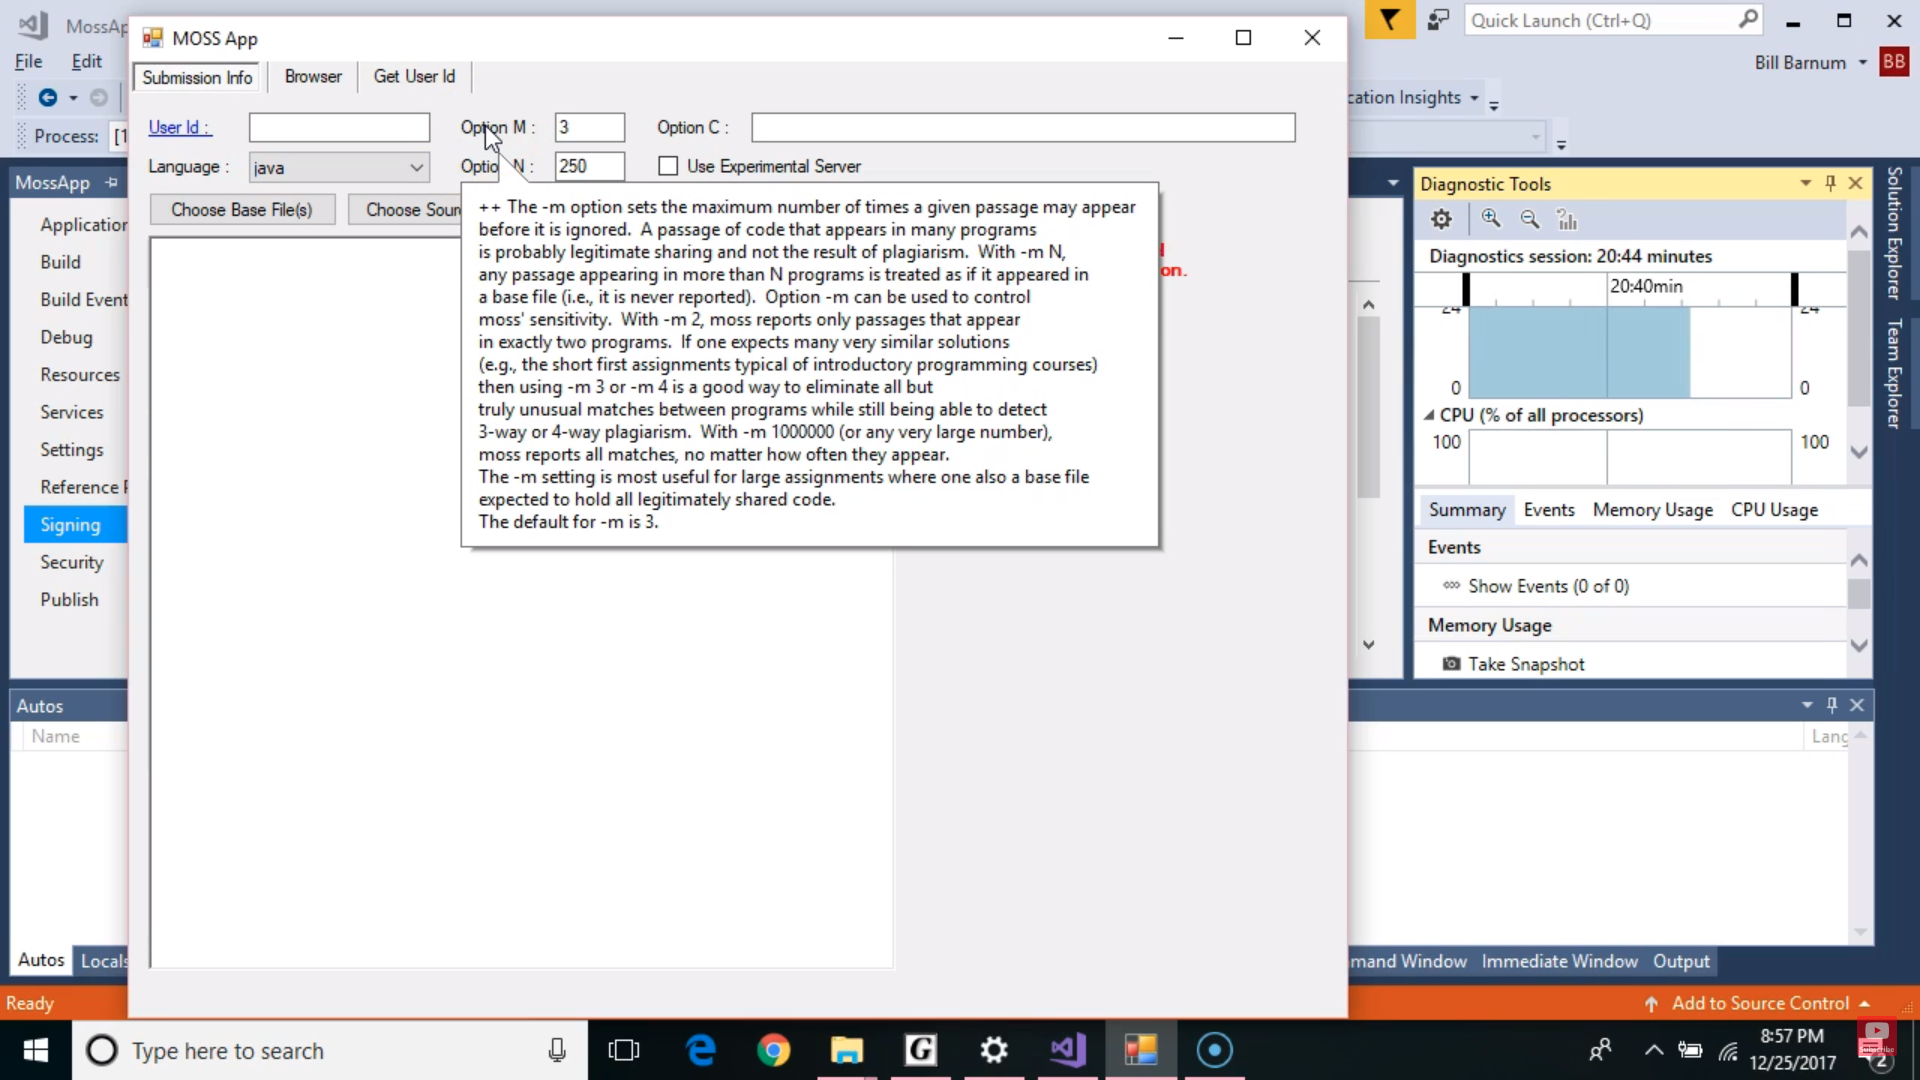 MossAp
Quick Launch (Ctrl+Q)
File Edit
Bill Barnum
BB
cation Insights
Process: [1
MOSS App
Submission Info Browser Get User Id
User Id : Option M : 3 Option C :
Language : java Optio N : 250 Use Experimental Server
Choose Base File(s) Choose Sour
++ The -m option sets the maximum number of times a given passage may appear
before it is ignored. A passage of code that appears in many programs
is probably legitimate sharing and not the result of plagiarism. With -m N,
any passage appearing in more than N programs is treated as if it appeared in
a base file (i.e., it is never reported). Option -m can be used to control
moss' sensitivity. With -m 2, moss reports only passages that appear
in exactly two programs. If one expects many very similar solutions
(e.g., the short first assignments typical of introductory programming courses)
then using -m 3 or -m 4 is a good way to eliminate all but
truly unusual matches between programs while still being able to detect
3-way or 4-way plagiarism. With -m 1000000 (or any very large number),
moss reports all matches, no matter how often they appear.
The -m setting is most useful for large assignments where one also a base file
expected to hold all legitimately shared code.
The default for -m is 3.
on.
MossApp
Application
Build
Build Event
Debug
Resources
Services
Settings
Reference P
Signing
Security
Publish
Diagnostic Tools
Diagnostics session: 20:44 minutes
20:40min
24 24
0 0
CPU (% of all processors)
100 100
Summary Events Memory Usage CPU Usage
Events
Show Events (0 of 0)
Memory Usage
Take Snapshot
Solution Explorer
Team Explorer
Autos
Name
Lang
Autos Locals
mand Window Immediate Window Output
Ready
Add to Source Control
Type here to search
G
8:57 PM
12/25/2017
2